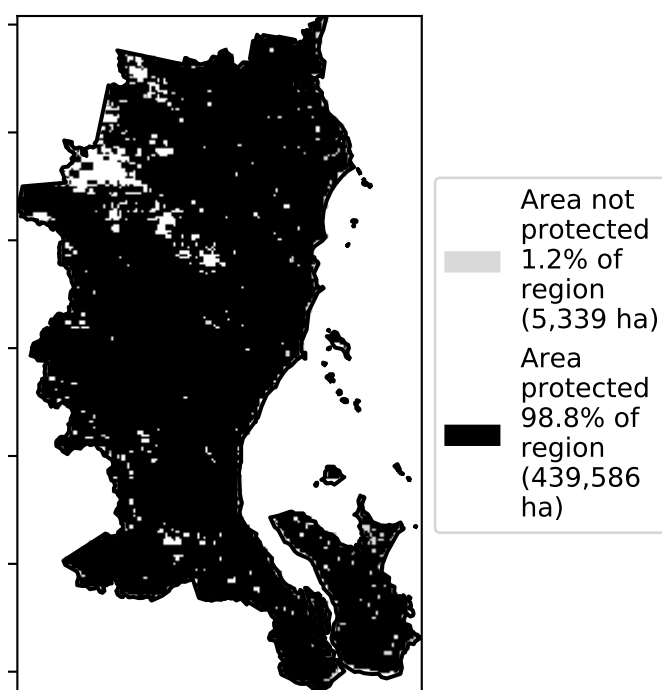 Area not
protected
1.2% of
region
(5,339 ha)
Area
protected
98.8% of
region
(439,586
ha)